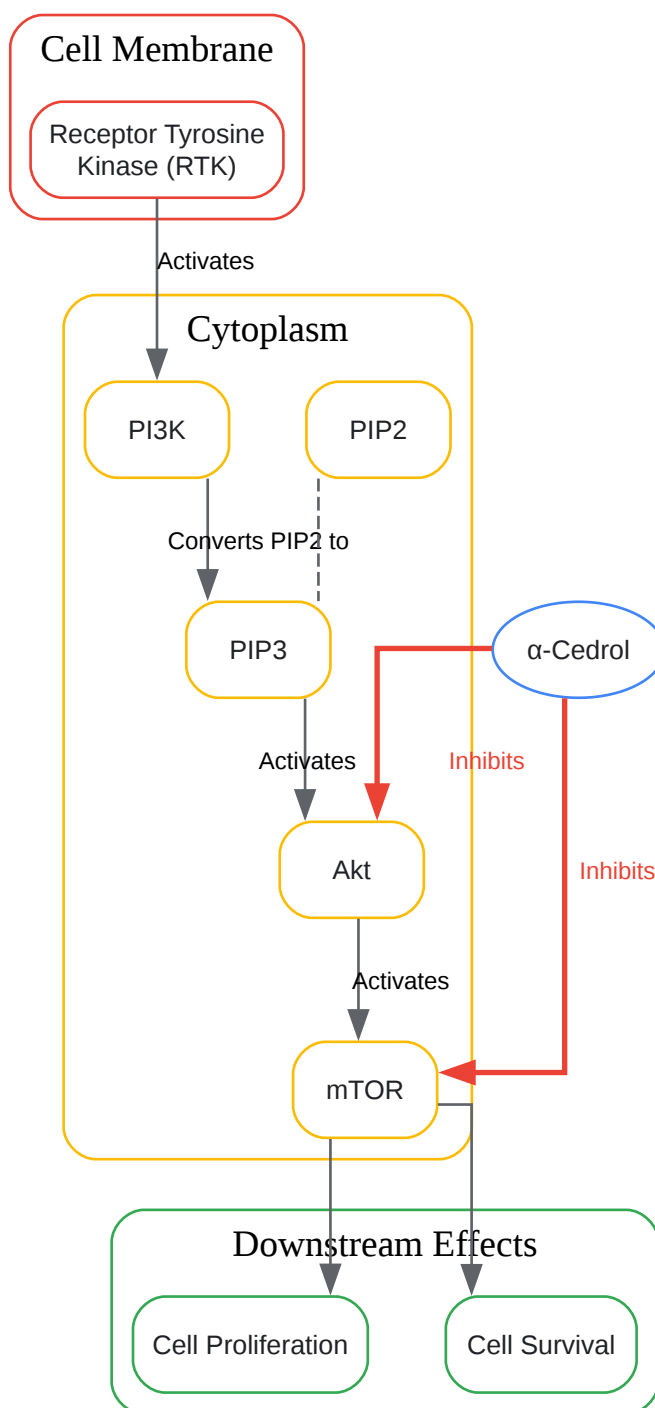 Cell Membrane
Receptor Tyrosine
Kinase (RTK)
Activates
Cytoplasm
PI3K
PIP2
Converts PIP2 to
PIP3
α-Cedrol
Activates
Inhibits
Akt
Inhibits
Activates
mTOR
Downstream Effects
Cell Proliferation
Cell Survival